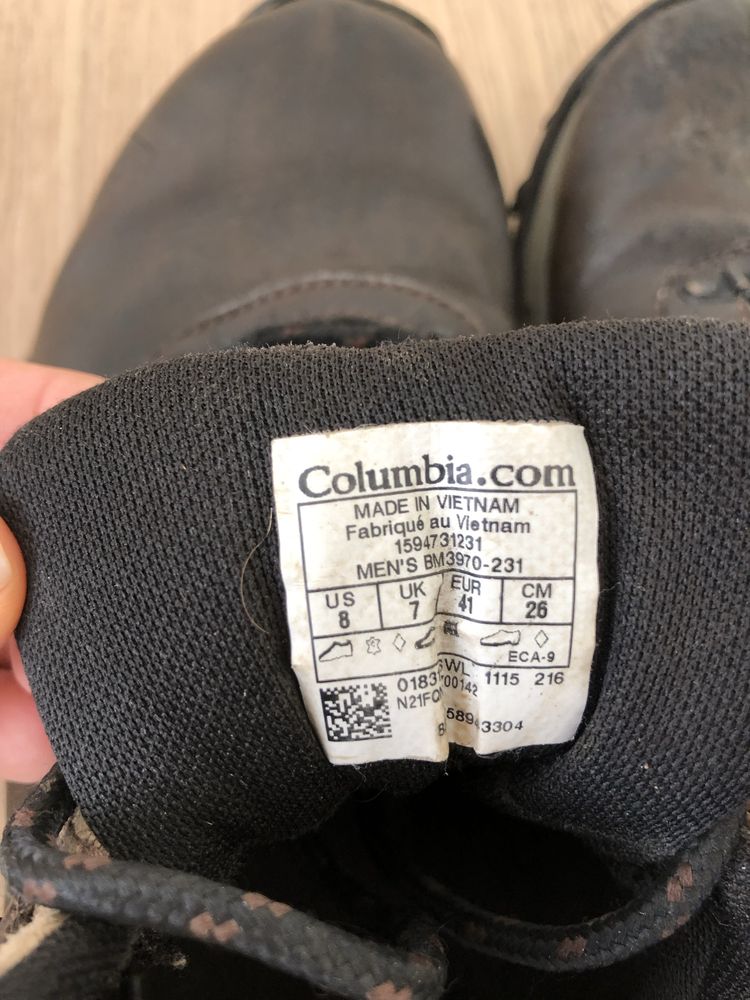 Columbia.com
MADE IN VIETNAM
Fabriqué au Vietnam
1594731231
MEN'S BM3970-231
US UK EUR CM
8 7 41 26
ECA-9
1115 216